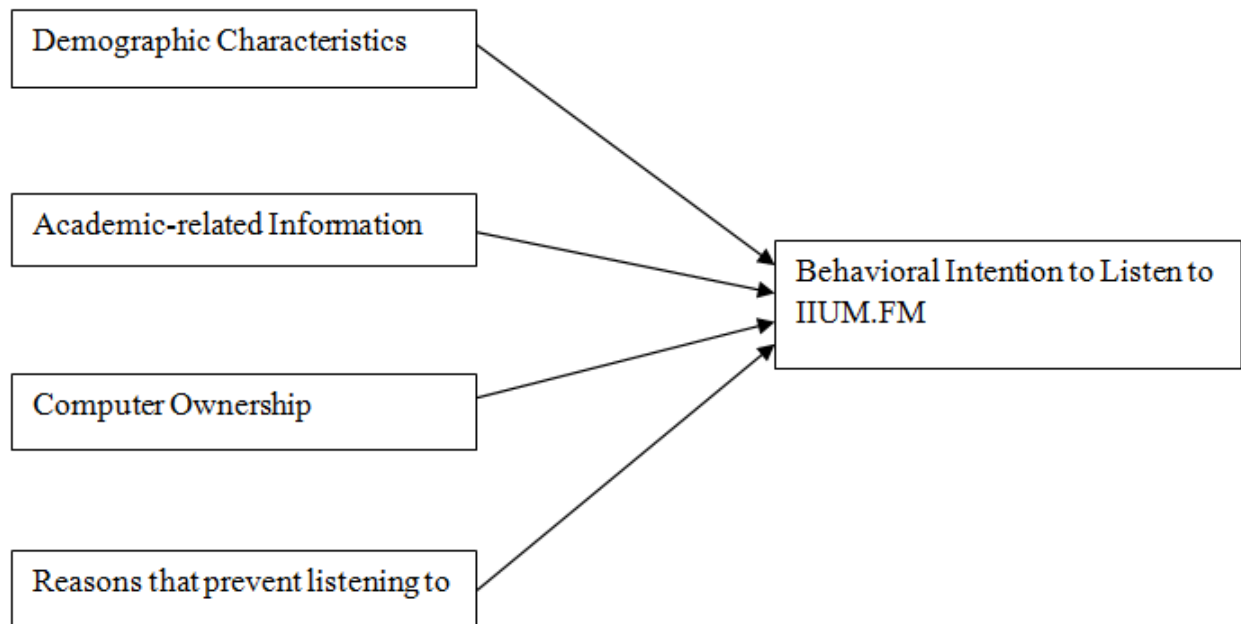 Demographic Characteristics
Academic-related Information
Computer Ownership
Reasons that prevent listening to
Behavioral Intention to Listen to
IIUM.FM